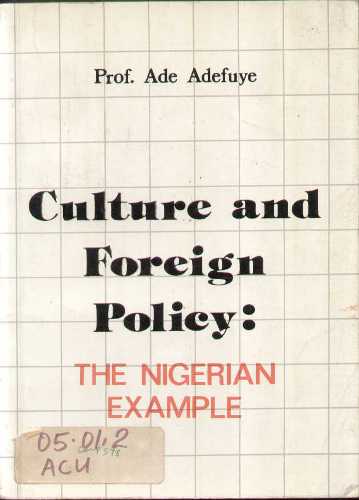 Prof. Ade Adefuye
Culture and
Foreign
Policy:
THE NIGERIAN
EXAMPLE
05.01.2
ACU